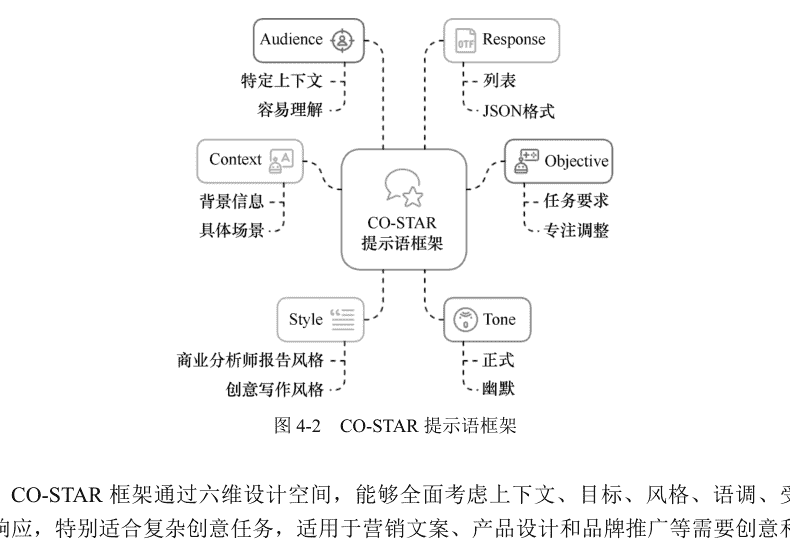 Audience
特定上下文
容易理解
Response
OTF
列表
JSON格式
Context
A
背景信息
具体场景
CO-STAR
提示语框架
Objective
任务要求
专注调整
Style
商业分析师报告风格
创意写作风格
Tone
正式
幽默
图 4-2 CO-STAR 提示语框架
CO-STAR 框架通过六维设计空间，能够全面考虑上下文、目标、风格、语调、受
响应，特别适合复杂创意任务，适用于营销文案、产品设计和品牌推广等需要创意和